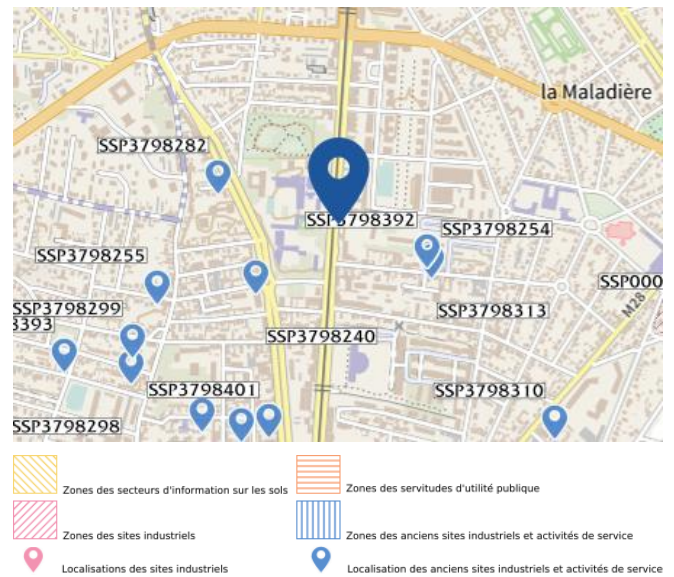 la Maladière
SSP3798282
SSP3798392
SSP3798254
SSP3798255
SSP000
SSP3798299
3393
SSP3798313
M28
SSP3798240
SSP3798401
SSP3798310
SSP3798298
Zones des secteurs d'information sur les sols
Zones des servitudes d'utilité publique
Zones des sites industriels
Zones des anciens sites industriels et activités de service
Localisations des sites industriels
Localisation des anciens sites industriels et activités de service